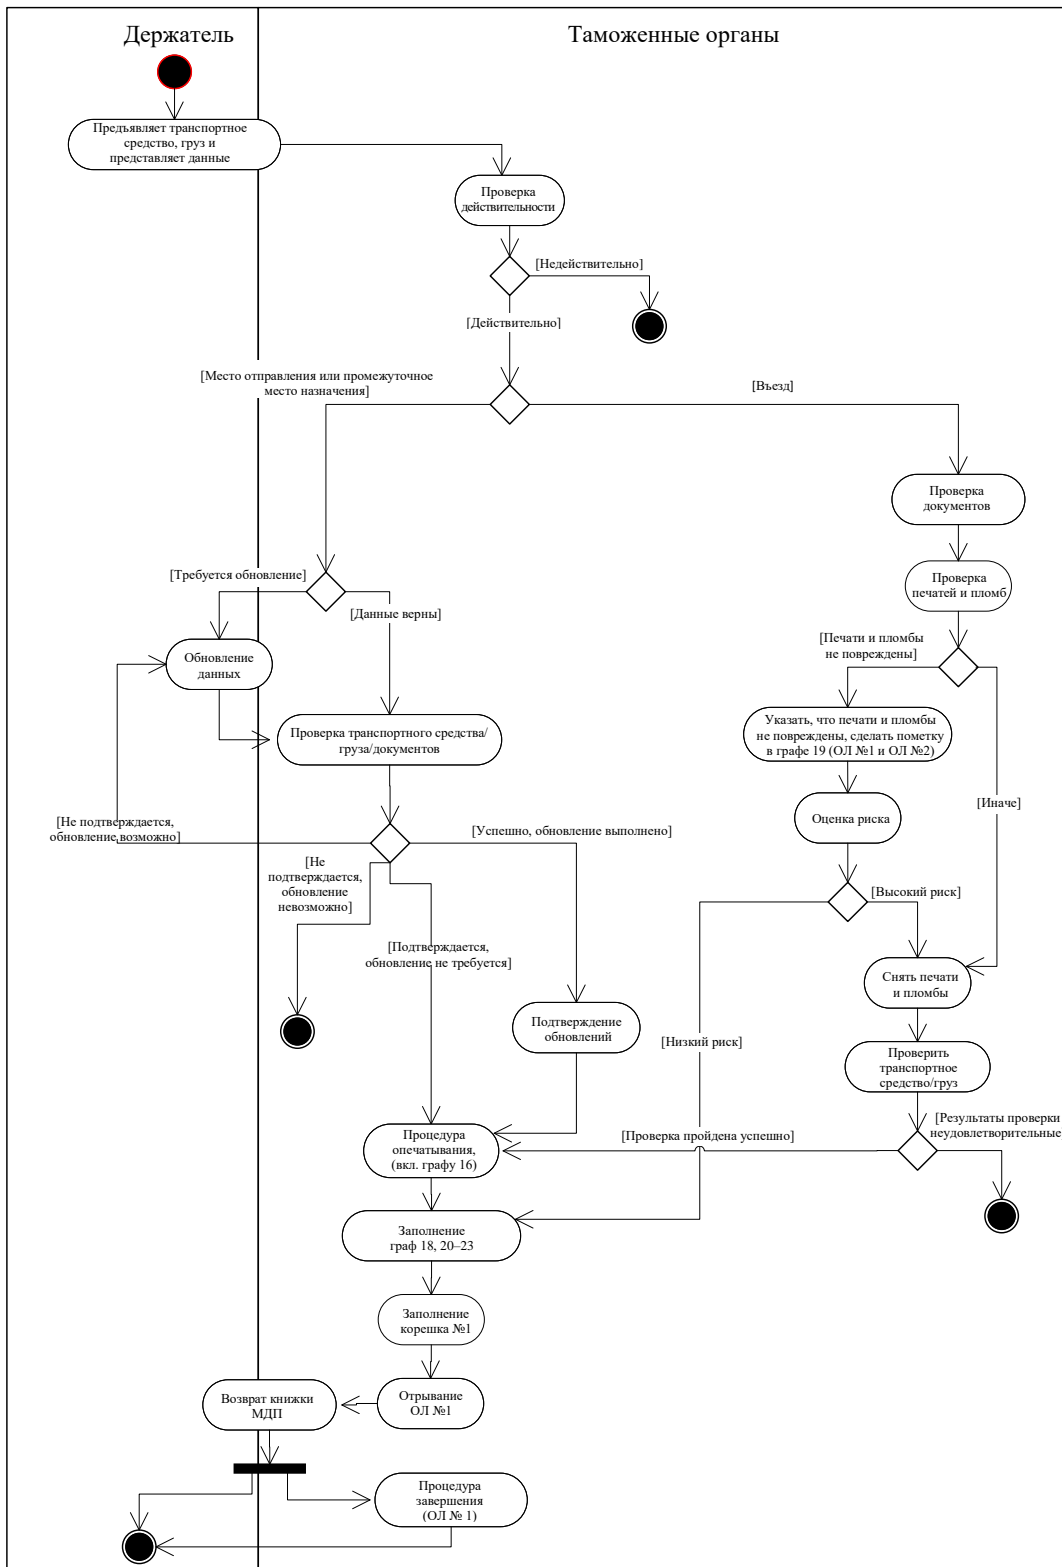 Держатель
Таможенные органы
Предъявляет транспортное
средство, груз и
представляет данные
Проверка
действительности
[Недействительно]
[Действительно]
[Место отправления или промежуточное
место назначения]
[Въезд]
Проверка
документов
[Требуется обновление]
[Данные верны]
Проверка
печатей и пломб
[Печати и пломбы
не повреждены]
Обновление
данных
Проверка транспортного средства/
груза/документов
Указать, что печати и пломбы
не повреждены, сделать пометку
в графе 19 (ОЛ №1 и ОЛ №2)
[Иначе]
Оценка риска
[Не подтверждается,
обновление возможно]
[Успешно, обновление выполнено]
[Не
подтверждается,
обновление
невозможно]
[Высокий риск]
[Подтверждается,
обновление не требуется]
Снять печати
и пломбы
Подтверждение
обновлений
[Низкий риск]
Проверить
транспортное
средство/груз
[Результаты проверки
неудовлетворительные
[Проверка пройдена успешно]
Процедура
опечатывания,
(вкл. графу 16)
Заполнение
граф 18, 20–23
Заполнение
корешка №1
Отрывание
ОЛ №1
Возврат книжки
МДП
Процедура
завершения
(ОЛ № 1)